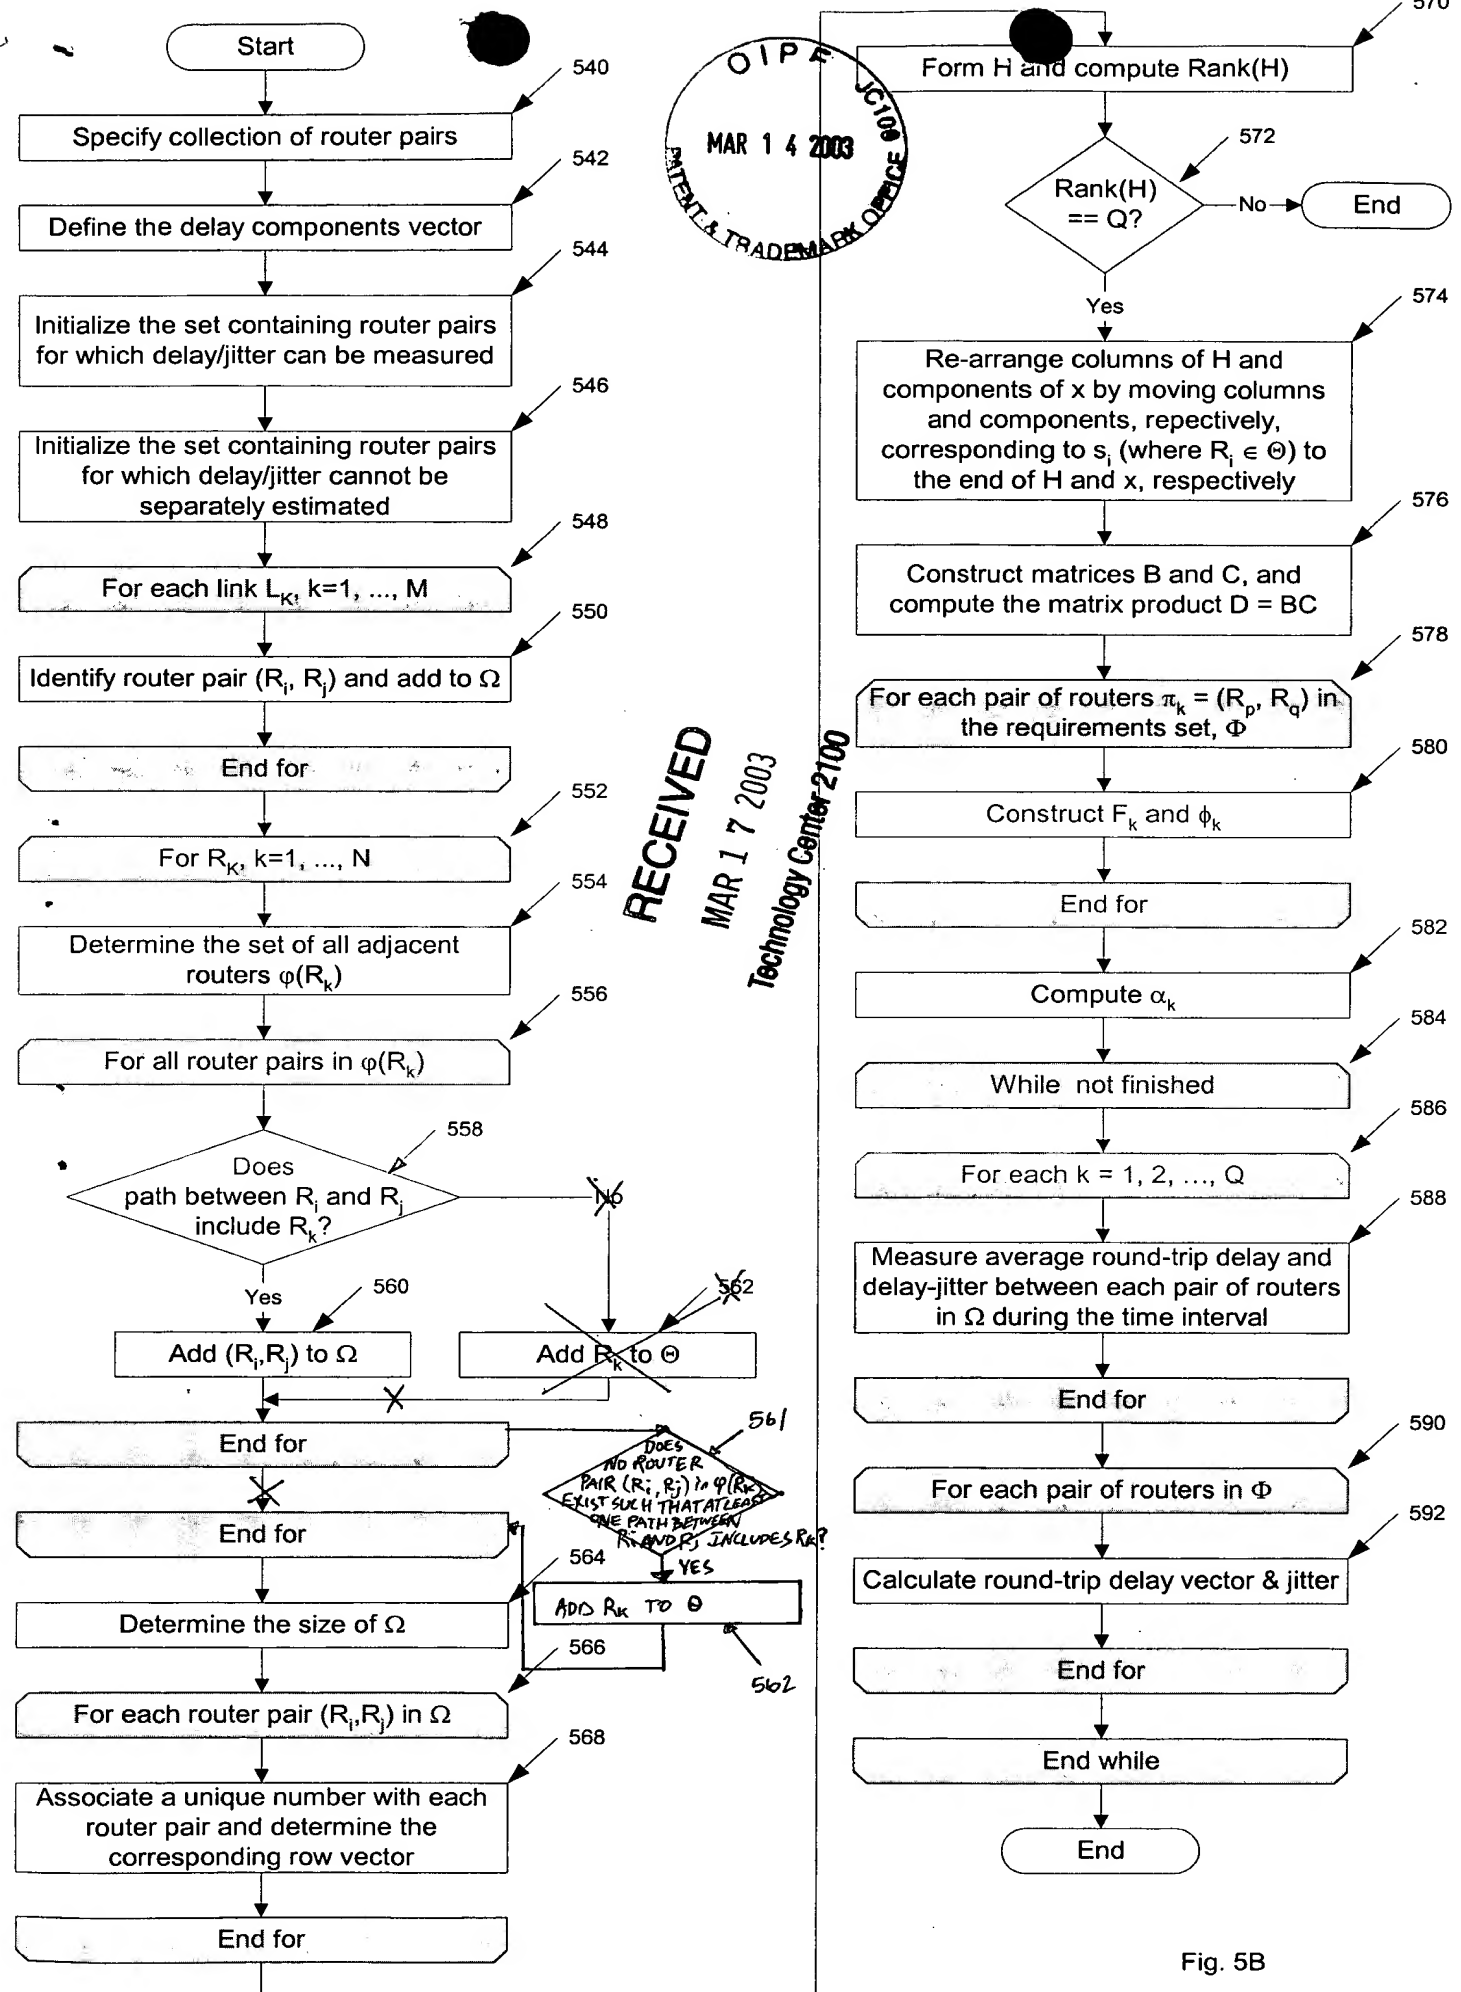 Start
540
Specify collection of router pairs
542
Define the delay components vector
544
Initialize the set containing router pairs
for which delay/jitter can be measured
546
Initialize the set containing router pairs
for which delay/jitter cannot be
separately estimated
548
For each link L_K, k=1, ..., M
550
Identify router pair (R_i, R_j) and add to Ω
End for
552
For R_K, k=1, ..., N
554
Determine the set of all adjacent
routers φ(R_k)
556
For all router pairs in φ(R_k)
558
Does
path between R_i and R_j
include R_k?
No
Yes
560
562
Add (R_i,R_j) to Ω
Add R_k to Θ
End for
561
DOES
NO ROUTER
PAIR (Ri, Rj) in φ(Rk)
EXIST SUCH THAT AT LEAST
ONE PATH BETWEEN
Ri AND Rj INCLUDES Rk?
YES
End for
564
ADD Rk TO Θ
562
Determine the size of Ω
566
For each router pair (R_i,R_j) in Ω
568
Associate a unique number with each
router pair and determine the
corresponding row vector
End for
OIPE JC100
MAR 14 2003
PATENT & TRADEMARK OFFICE
RECEIVED
MAR 17 2003
Technology Center 2100
570
Form H and compute Rank(H)
572
Rank(H)
== Q?
No
End
Yes
574
Re-arrange columns of H and
components of x by moving columns
and components, repectively,
corresponding to s_i (where R_i ∈ Θ) to
the end of H and x, respectively
576
Construct matrices B and C, and
compute the matrix product D = BC
578
For each pair of routers π_k = (R_p, R_q) in
the requirements set, Φ
580
Construct F_k and ϕ_k
End for
582
Compute α_k
584
While not finished
586
For each k = 1, 2, ..., Q
588
Measure average round-trip delay and
delay-jitter between each pair of routers
in Ω during the time interval
End for
590
For each pair of routers in Φ
592
Calculate round-trip delay vector & jitter
End for
End while
End
Fig. 5B